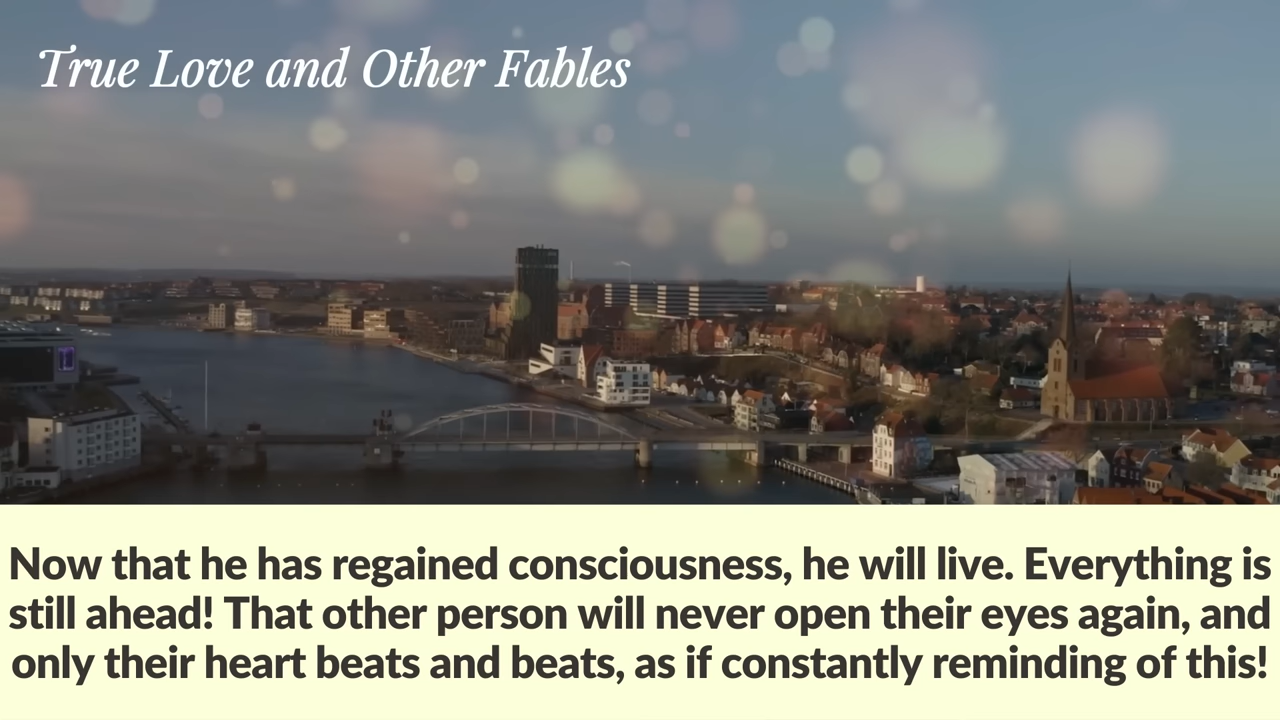 True Love and Other Fables
Now that he has regained consciousness, he will live. Everything is
still ahead! That other person will never open their eyes again, and
only their heart beats and beats, as if constantly reminding of this!